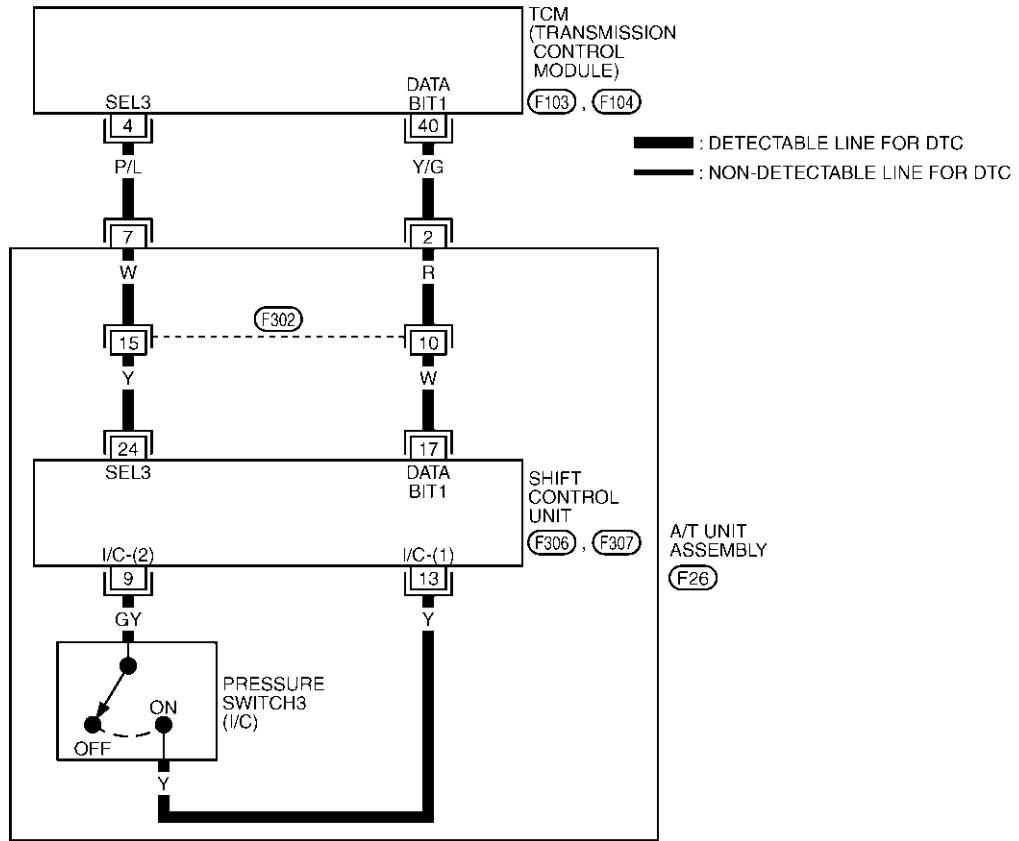 TCM
(TRANSMISSION
CONTROL
MODULE)
F103 , F104
SEL3
DATA
BIT1
4
40
: DETECTABLE LINE FOR DTC
: NON-DETECTABLE LINE FOR DTC
P/L
Y/G
7
2
W
R
F302
15
10
Y
W
24
17
SEL3
DATA
BIT1
SHIFT
CONTROL
UNIT
F306 , F307
A/T UNIT
ASSEMBLY
F26
I/C-(2)
I/C-(1)
9
13
GY
Y
PRESSURE
SWITCH3
(I/C)
ON
OFF
Y